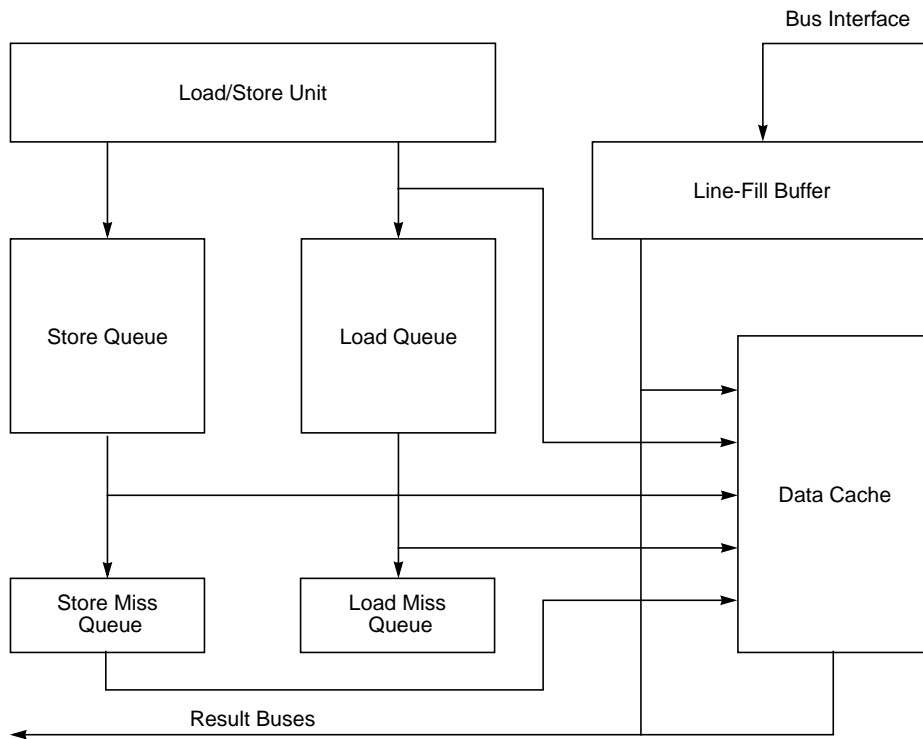 Bus Interface
Load/Store Unit
Line-Fill Buffer
Store Queue
Load Queue
Data Cache
Store Miss
Queue
Load Miss
Queue
Result Buses